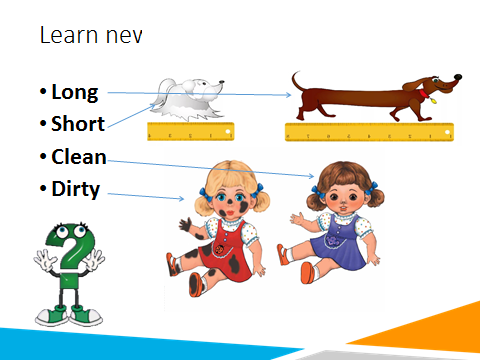 Learn nev
• Long
• Short
• Clean
• Dirty